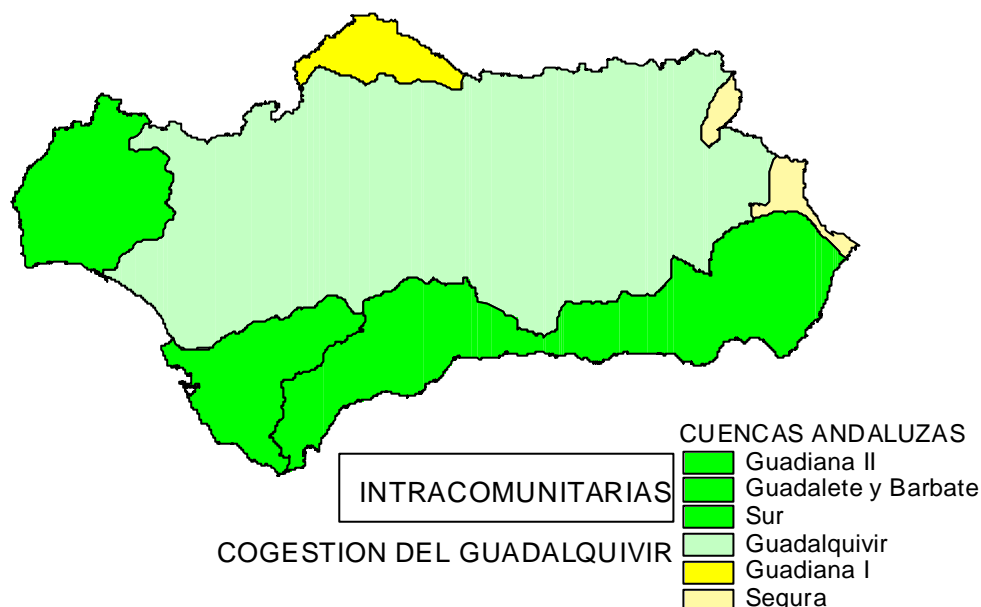 CUENCAS ANDALUZAS
Guadiana II
INTRACOMUNITARIAS
Guadalete y Barbate
Sur
COGESTION DEL GUADALQUIVIR
Guadalquivir
Guadiana I
Segura